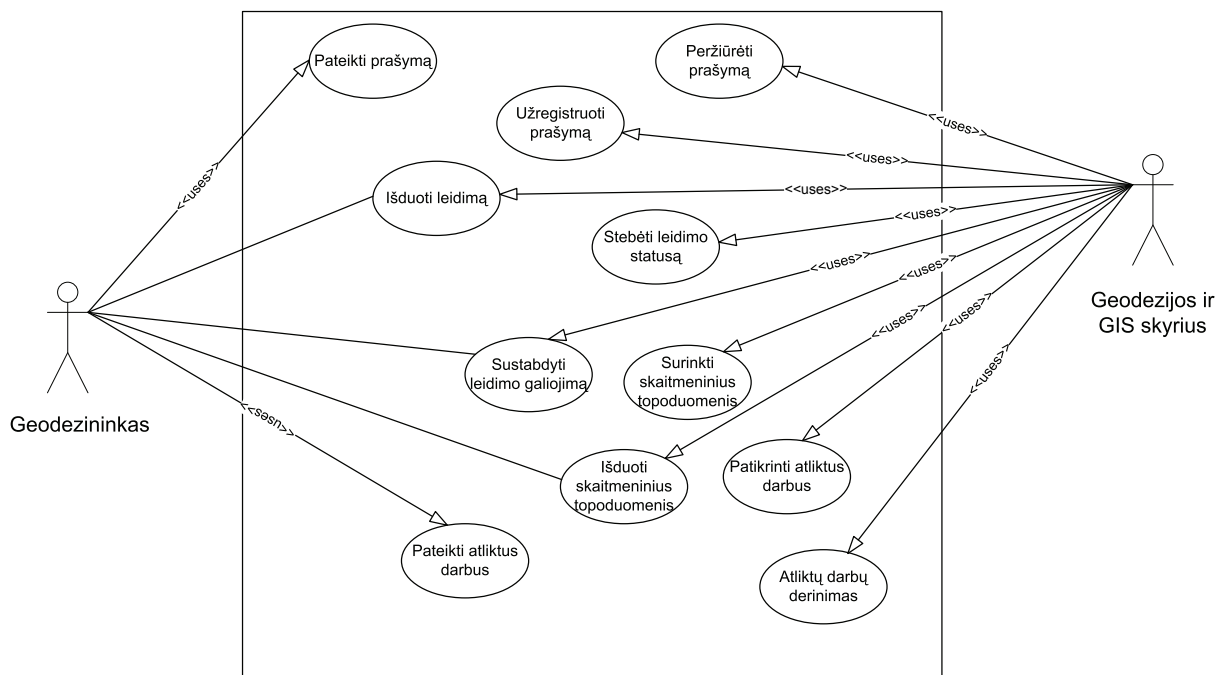 Pateikti prašymą
Peržiūrėti
prašymą
<<uses>>
Užregistruoti
prašymą
<<uses>>
<<uses>>
Išduoti leidimą
<<uses>>
Stebėti leidimo
statusą
<<uses>>
<<uses>>
<<uses>>
Geodezijos ir
GIS skyrius
<<uses>>
<<uses>>
<<uses>>
Sustabdyti
leidimo galiojimą
Surinkti
skaitmeninius
topoduomenis
Geodezininkas
<<uses>>
Išduoti
skaitmeninius
topoduomenis
Patikrinti atliktus
darbus
Pateikti atliktus
darbus
Atliktų darbų
derinimas